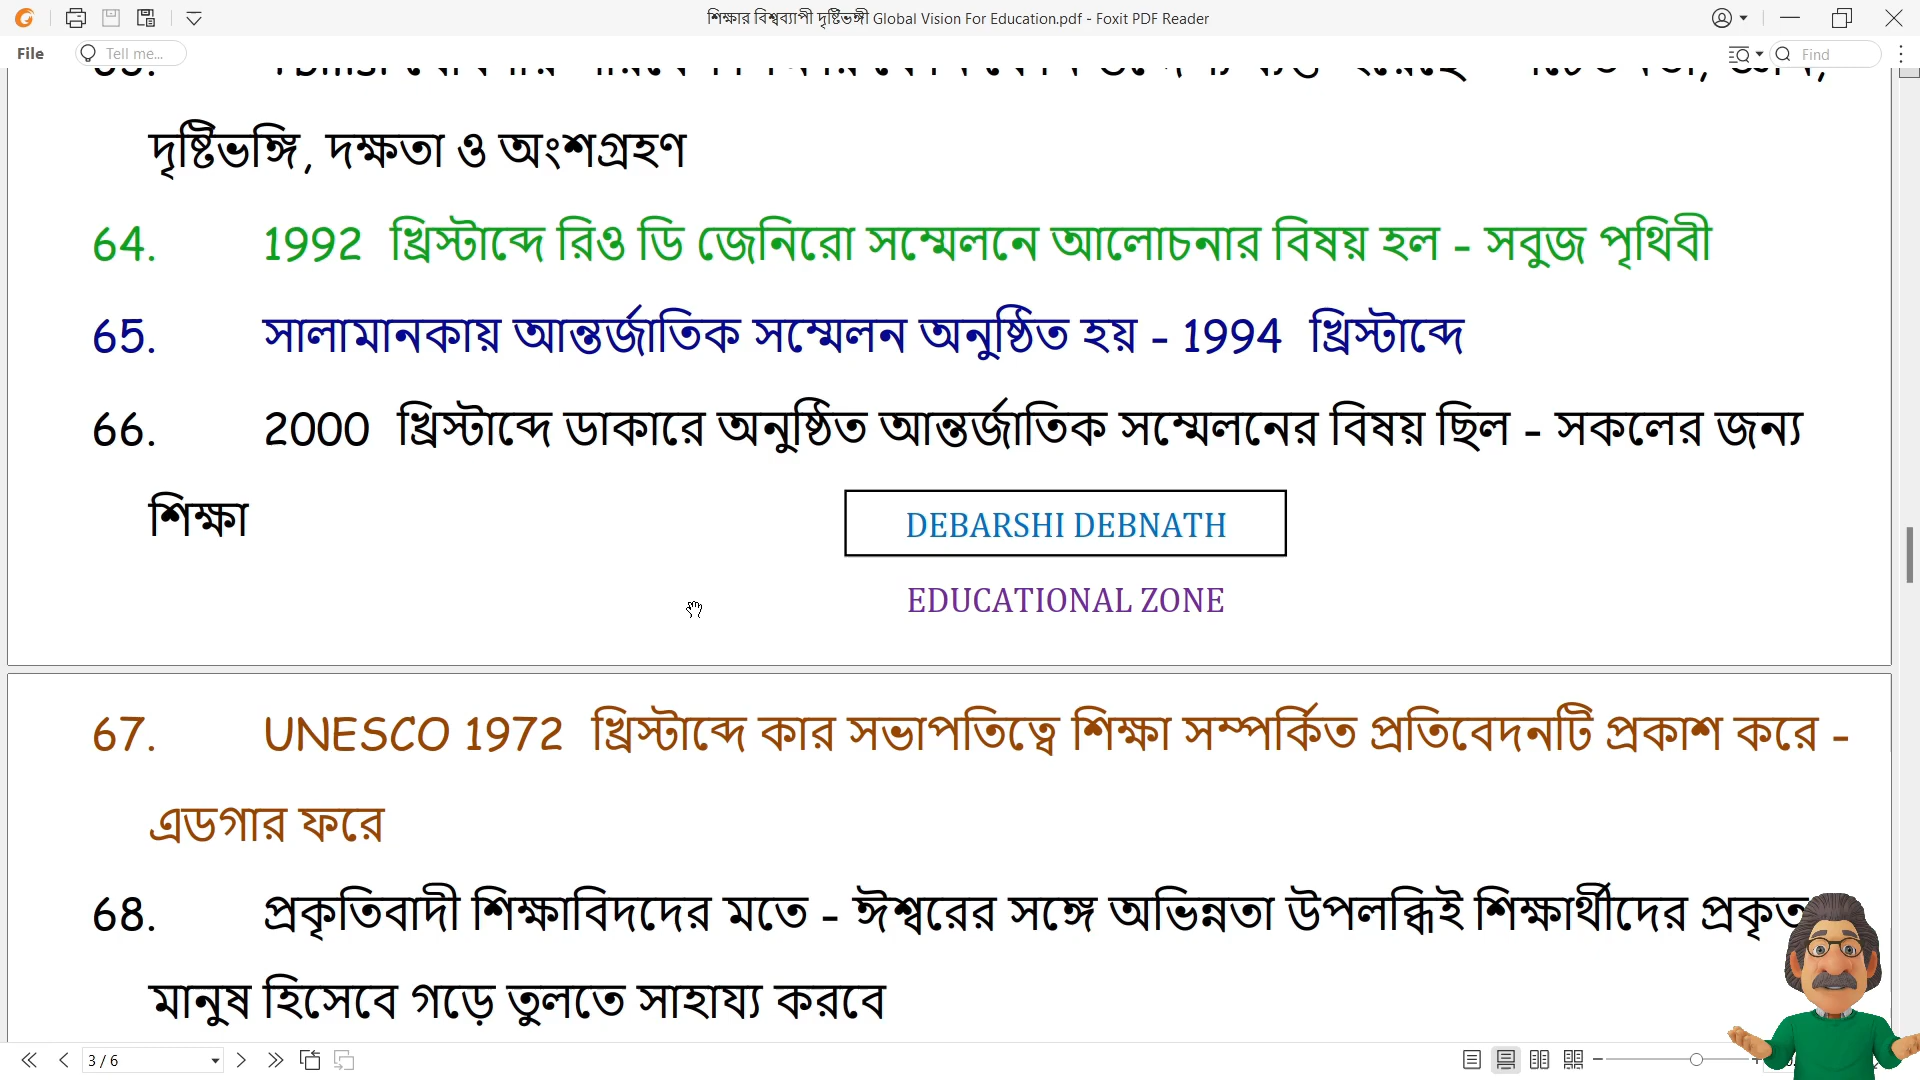 শিক্ষার বিশ্বব্যাপী দৃষ্টিভঙ্গী Global Vision For Education.pdf - Foxit PDF Reader
File
Tell me...
Find
দৃষ্টিভঙ্গি, দক্ষতা ও অংশগ্রহণ
64. 1992 খ্রিস্টাব্দে রিও ডি জেনিরো সম্মেলনে আলোচনার বিষয় হল - সবুজ পৃথিবী
65. সালামানকায় আন্তর্জাতিক সম্মেলন অনুষ্ঠিত হয় - 1994 খ্রিস্টাব্দে
66. 2000 খ্রিস্টাব্দে ডাকারে অনুষ্ঠিত আন্তর্জাতিক সম্মেলনের বিষয় ছিল - সকলের জন্য
শিক্ষা
DEBARSHI DEBNATH
EDUCATIONAL ZONE
67. UNESCO 1972 খ্রিস্টাব্দে কার সভাপতিত্বে শিক্ষা সম্পর্কিত প্রতিবেদনটি প্রকাশ করে -
এডগার ফরে
68. প্রকৃতিবাদী শিক্ষাবিদদের মতে - ঈশ্বরের সঙ্গে অভিন্নতা উপলব্ধিই শিক্ষার্থীদের প্রকৃত
মানুষ হিসেবে গড়ে তুলতে সাহায্য করবে
3 / 6